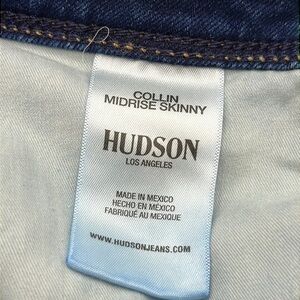 COLLIN
MIDRISE SKINNY
HUDSON
LOS ANGELES
MADE IN MEXICO
HECHO EN MÉXICO
FABRIQUÉ AU MEXIQUE
WWW.HUDSONJEANS.COM